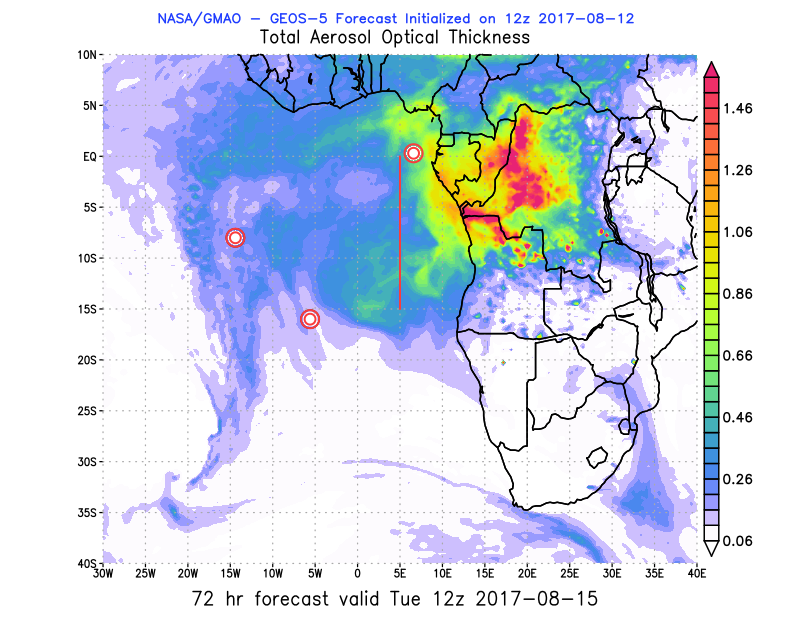 NASA/GMAO - GEOS-5 Forecast Initialized on 12z 2017-08-12
Total Aerosol Optical Thickness
10N
5N
EQ
5S
10S
15S
20S
25S
30S
35S
40S
30W 25W 20W 15W 10W 5W 0 5E 10E 15E 20E 25E 30E 35E 40E
1.46
1.26
1.06
0.86
0.66
0.46
0.26
0.06
72 hr forecast valid Tue 12z 2017-08-15